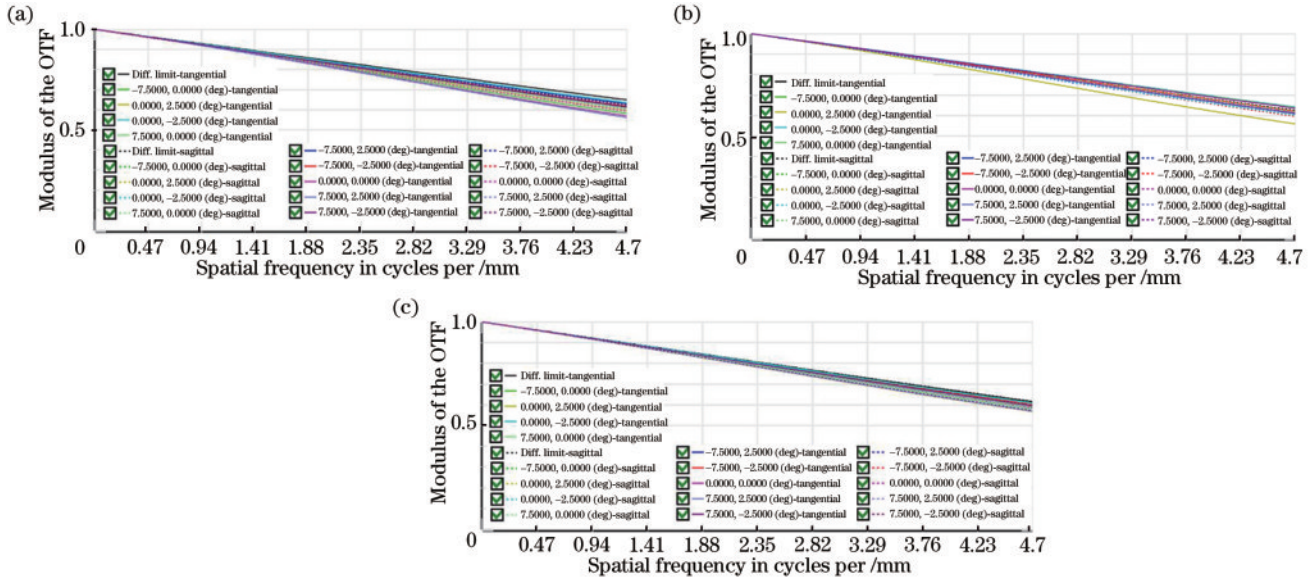 (a)
Modulus of the OTF
1.0
0.5
0
Diff. limit-tangential
−7.5000, 0.0000 (deg)-tangential
0.0000, 2.5000 (deg)-tangential
0.0000, −2.5000 (deg)-tangential
7.5000, 0.0000 (deg)-tangential
Diff. limit-sagittal
−7.5000, 0.0000 (deg)-sagittal
0.0000, 2.5000 (deg)-sagittal
0.0000, −2.5000 (deg)-sagittal
7.5000, 0.0000 (deg)-sagittal
−7.5000, 2.5000 (deg)-tangential
−7.5000, −2.5000 (deg)-tangential
0.0000, 0.0000 (deg)-tangential
7.5000, 2.5000 (deg)-tangential
7.5000, −2.5000 (deg)-tangential
−7.5000, 2.5000 (deg)-sagittal
−7.5000, −2.5000 (deg)-sagittal
0.0000, 0.0000 (deg)-sagittal
7.5000, 2.5000 (deg)-sagittal
7.5000, −2.5000 (deg)-sagittal
0.47 0.94 1.41 1.88 2.35 2.82 3.29 3.76 4.23 4.7
Spatial frequency in cycles per /mm
(b)
Modulus of the OTF
1.0
0.5
0
Diff. limit-tangential
−7.5000, 0.0000 (deg)-tangential
0.0000, 2.5000 (deg)-tangential
0.0000, −2.5000 (deg)-tangential
7.5000, 0.0000 (deg)-tangential
Diff. limit-sagittal
−7.5000, 0.0000 (deg)-sagittal
0.0000, 2.5000 (deg)-sagittal
0.0000, −2.5000 (deg)-sagittal
7.5000, 0.0000 (deg)-sagittal
−7.5000, 2.5000 (deg)-tangential
−7.5000, −2.5000 (deg)-tangential
0.0000, 0.0000 (deg)-tangential
7.5000, 2.5000 (deg)-tangential
7.5000, −2.5000 (deg)-tangential
−7.5000, 2.5000 (deg)-sagittal
−7.5000, −2.5000 (deg)-sagittal
0.0000, 0.0000 (deg)-sagittal
7.5000, 2.5000 (deg)-sagittal
7.5000, −2.5000 (deg)-sagittal
0.47 0.94 1.41 1.88 2.35 2.82 3.29 3.76 4.23 4.7
Spatial frequency in cycles per /mm
(c)
Modulus of the OTF
1.0
0.5
0
Diff. limit-tangential
−7.5000, 0.0000 (deg)-tangential
0.0000, 2.5000 (deg)-tangential
0.0000, −2.5000 (deg)-tangential
7.5000, 0.0000 (deg)-tangential
Diff. limit-sagittal
−7.5000, 0.0000 (deg)-sagittal
0.0000, 2.5000 (deg)-sagittal
0.0000, −2.5000 (deg)-sagittal
7.5000, 0.0000 (deg)-sagittal
−7.5000, 2.5000 (deg)-tangential
−7.5000, −2.5000 (deg)-tangential
0.0000, 0.0000 (deg)-tangential
7.5000, 2.5000 (deg)-tangential
7.5000, −2.5000 (deg)-tangential
−7.5000, 2.5000 (deg)-sagittal
−7.5000, −2.5000 (deg)-sagittal
0.0000, 0.0000 (deg)-sagittal
7.5000, 2.5000 (deg)-sagittal
7.5000, −2.5000 (deg)-sagittal
0.47 0.94 1.41 1.88 2.35 2.82 3.29 3.76 4.23 4.7
Spatial frequency in cycles per /mm